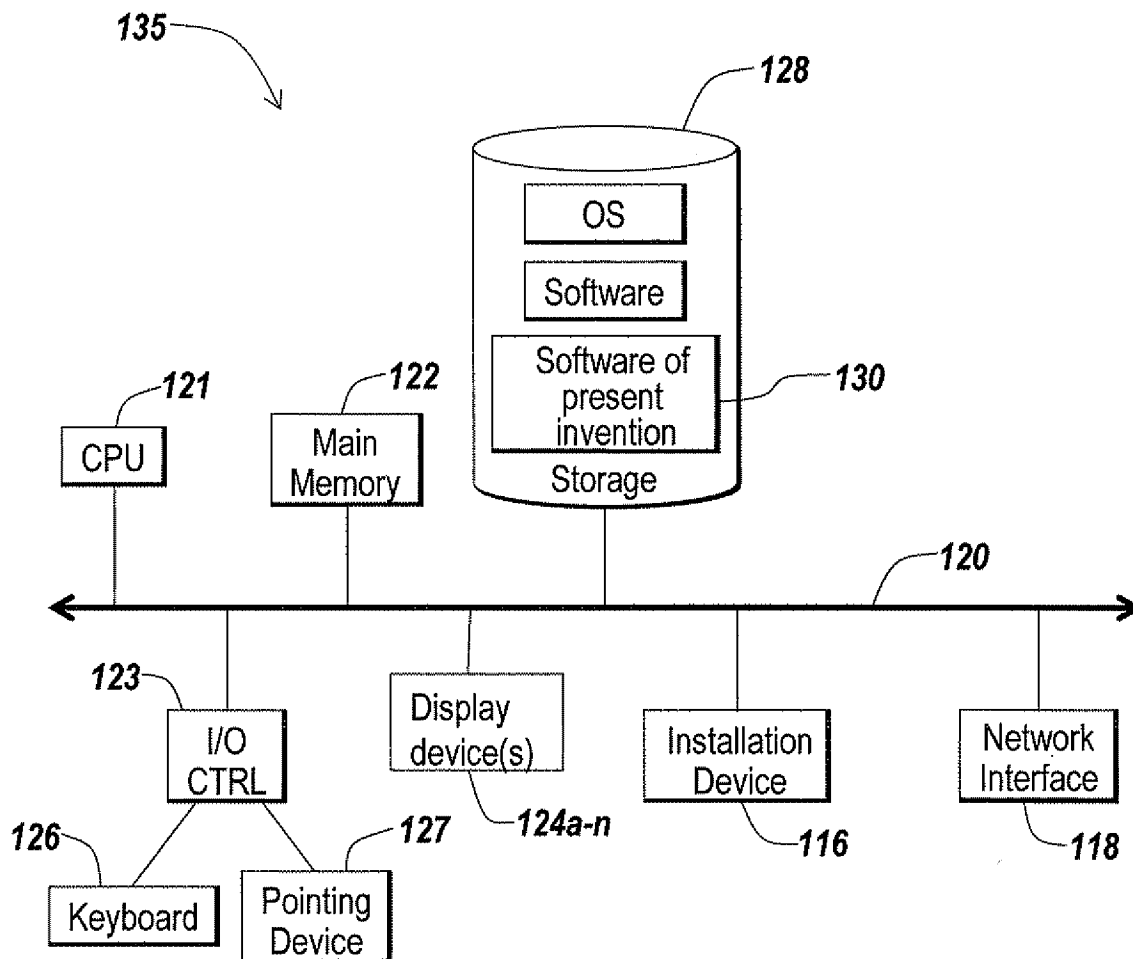 135
128
OS
Software
Software of
present
invention
130
Storage
121
CPU
122
Main
Memory
120
123
I/O
CTRL
Display
device(s)
124a-n
Installation
Device
116
Network
Interface
118
126
Keyboard
127
Pointing
Device